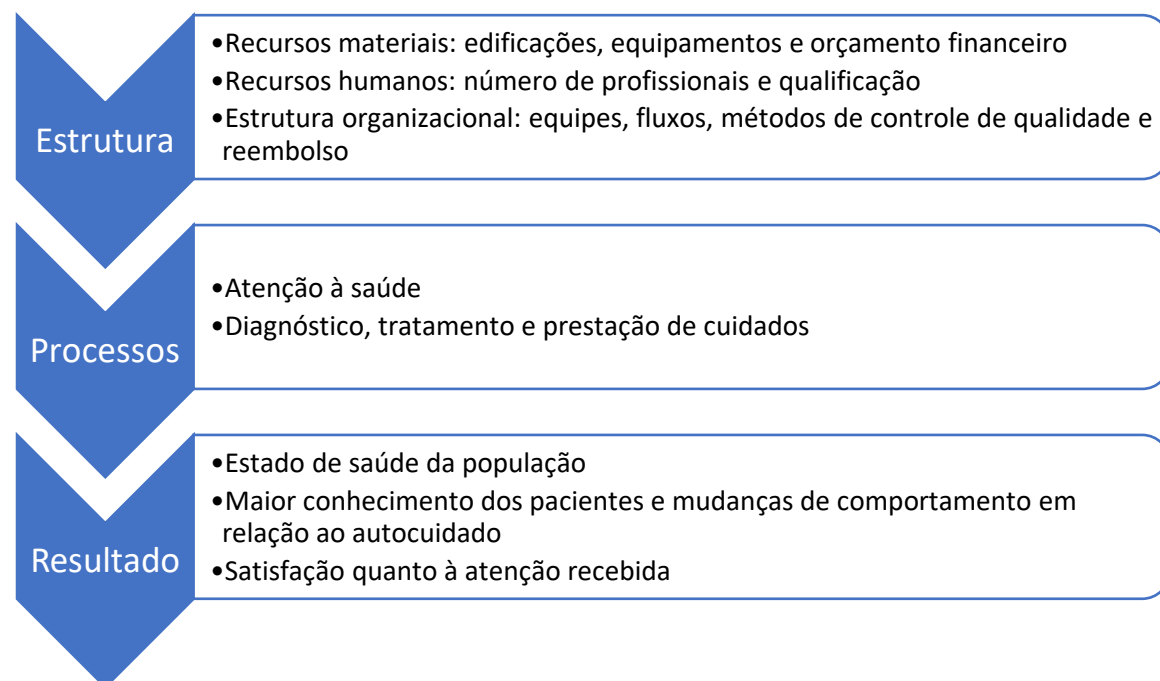 Estrutura
•Recursos materiais: edificações, equipamentos e orçamento financeiro
•Recursos humanos: número de profissionais e qualificação
•Estrutura organizacional: equipes, fluxos, métodos de controle de qualidade e
reembolso
Processos
•Atenção à saúde
•Diagnóstico, tratamento e prestação de cuidados
Resultado
•Estado de saúde da população
•Maior conhecimento dos pacientes e mudanças de comportamento em
relação ao autocuidado
•Satisfação quanto à atenção recebida